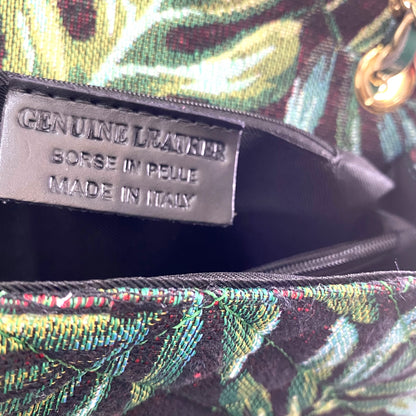 GENUINE LEATHER
BORSE IN PELLE
MADE IN ITALY